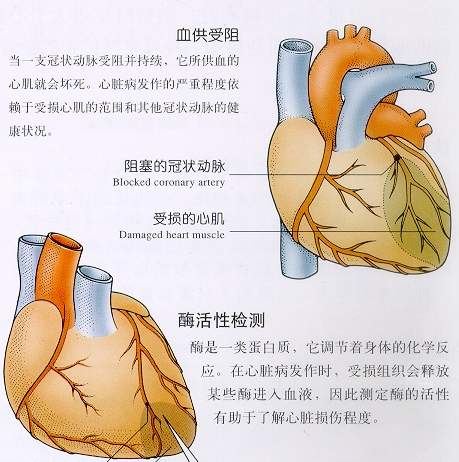 血供受阻
当一支冠状动脉受阻并持续，它所供血的
心肌就会坏死。心脏病发作的严重程度依
赖于受损心肌的范围和其他冠状动脉的健
康状况。
阻塞的冠状动脉
Blocked coronary artery
受损的心肌
Damaged heart muscle
酶活性检测
酶是一类蛋白质，它调节着身体的化学反
应。在心脏病发作时，受损组织会释放
某些酶进入血液，因此测定酶的活性
有助于了解心脏损伤程度。